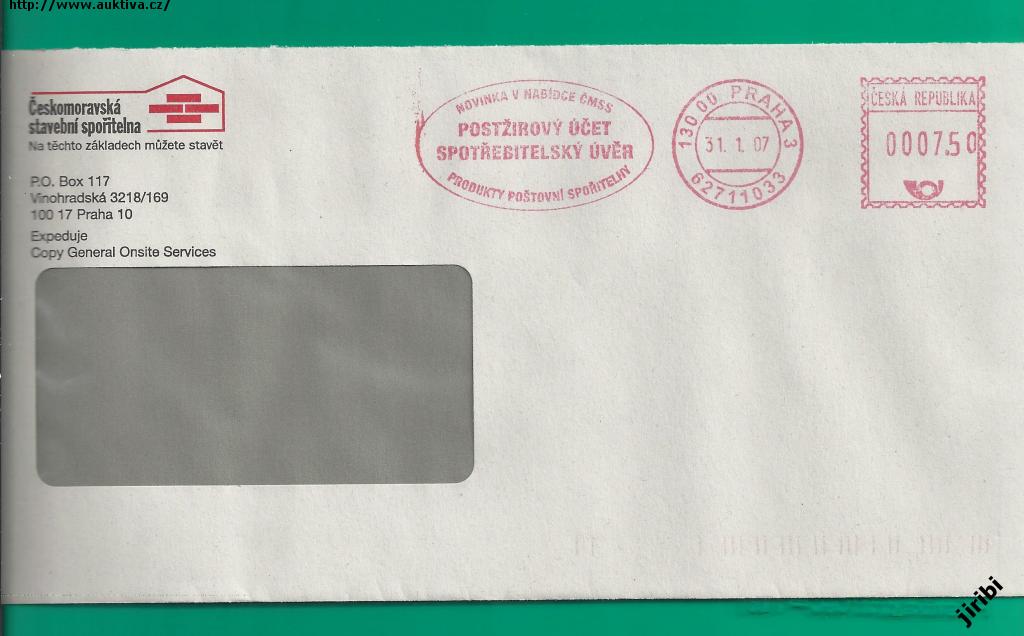 http://www.auktiva.cz/
Českomoravská
stavební spořitelna
Na těchto základech můžete stavět
P.O. Box 117
Vinohradská 3218/169
100 17 Praha 10
Expeduje
Copy General Onsite Services
NOVINKA V NABÍDCE ČMSS
POSTŽIROVÝ ÚČET
SPOTŘEBITELSKÝ ÚVĚR
PRODUKTY POŠTOVNÍ SPOŘITELNY
130 00 PRAHA 3
31. 1. 07
62711033
ČESKÁ REPUBLIKA
0007.50
jiribi